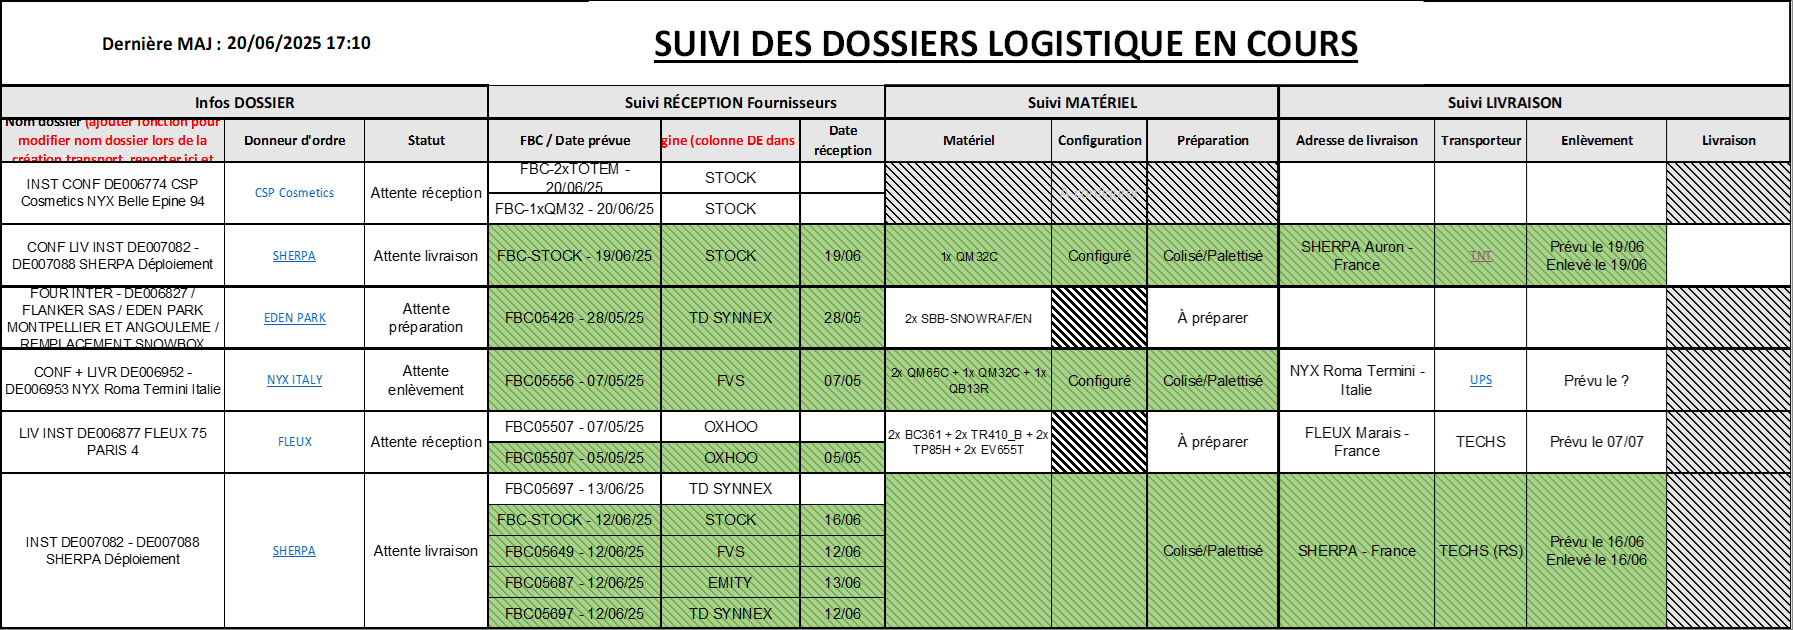 Dernière MAJ : 20/06/2025 17:10
SUIVI DES DOSSIERS LOGISTIQUE EN COURS
Infos DOSSIER
Suivi RÉCEPTION Fournisseurs
Suivi MATÉRIEL
Suivi LIVRAISON
Nom dossier (ajouter fonction pour
modifier nom dossier lors de la
création transport, reporter ici et
Donneur d'ordre
Statut
FBC / Date prévue
gine (colonne DE dans
Date
réception
Matériel
Configuration
Préparation
Adresse de livraison
Transporteur
Enlèvement
Livraison
INST CONF DE006774 CSP
Cosmetics NYX Belle Epine 94
CSP Cosmetics
Attente réception
FBC-2xTOTEM -
20/06/25
STOCK
FBC-1xQM32 - 20/06/25
STOCK
CONF LIV INST DE007082 -
DE007088 SHERPA Déploiement
SHERPA
Attente livraison
FBC-STOCK - 19/06/25
STOCK
19/06
1x QM32C
Configuré
Colisé/Palettisé
SHERPA Auron -
France
TNT
Prévu le 19/06
Enlevé le 19/06
FOUR INTER - DE006827 /
FLANKER SAS / EDEN PARK
MONTPELLIER ET ANGOULEME /
REMPLACEMENT SNOWBOX
EDEN PARK
Attente
préparation
FBC05426 - 28/05/25
TD SYNNEX
28/05
2x SBB-SNOWRAF/EN
À préparer
CONF + LIVR DE006952 -
DE006953 NYX Roma Termini Italie
NYX ITALY
Attente
enlèvement
FBC05556 - 07/05/25
FVS
07/05
2x QM65C + 1x QM32C + 1x
QB13R
Configuré
Colisé/Palettisé
NYX Roma Termini -
Italie
UPS
Prévu le ?
LIV INST DE006877 FLEUX 75
PARIS 4
FLEUX
Attente réception
FBC05507 - 07/05/25
OXHOO
FBC05507 - 05/05/25
OXHOO
05/05
2x BC361 + 2x TR410_B + 2x
TP85H + 2x EV655T
À préparer
FLEUX Marais -
France
TECHS
Prévu le 07/07
INST DE007082 - DE007088
SHERPA Déploiement
SHERPA
Attente livraison
FBC05697 - 13/06/25
TD SYNNEX
FBC-STOCK - 12/06/25
STOCK
16/06
FBC05649 - 12/06/25
FVS
12/06
FBC05687 - 12/06/25
EMITY
13/06
FBC05697 - 12/06/25
TD SYNNEX
12/06
Colisé/Palettisé
SHERPA - France
TECHS (RS)
Prévu le 16/06
Enlevé le 16/06